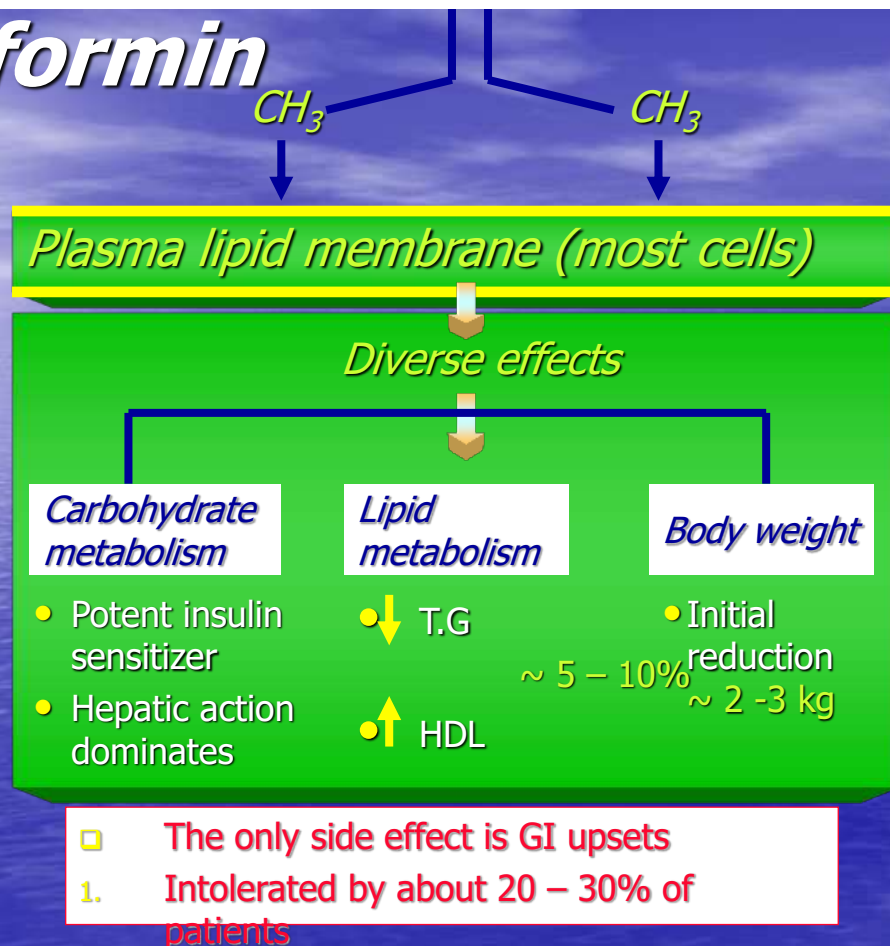 formin
CH3 CH3
Plasma lipid membrane (most cells)
Diverse effects
Carbohydrate
metabolism
• Potent insulin
sensitizer
• Hepatic action
dominates
Lipid
metabolism
• ↓ T.G
• ↑ HDL
~ 5 – 10%
Body weight
• Initial
reduction
~ 2 -3 kg
❑ The only side effect is GI upsets
1. Intolerated by about 20 – 30% of
patients